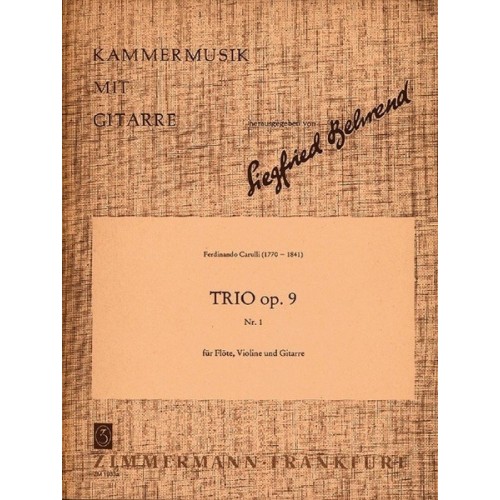 KAMMERMUSIK
MIT
GITARRE
herausgegeben von
Siegfried Behrend
Ferdinando Carulli (1770 – 1841)
TRIO op. 9
Nr. 1
für Flöte, Violine und Gitarre
ZIMMERMANN · FRANKFURT